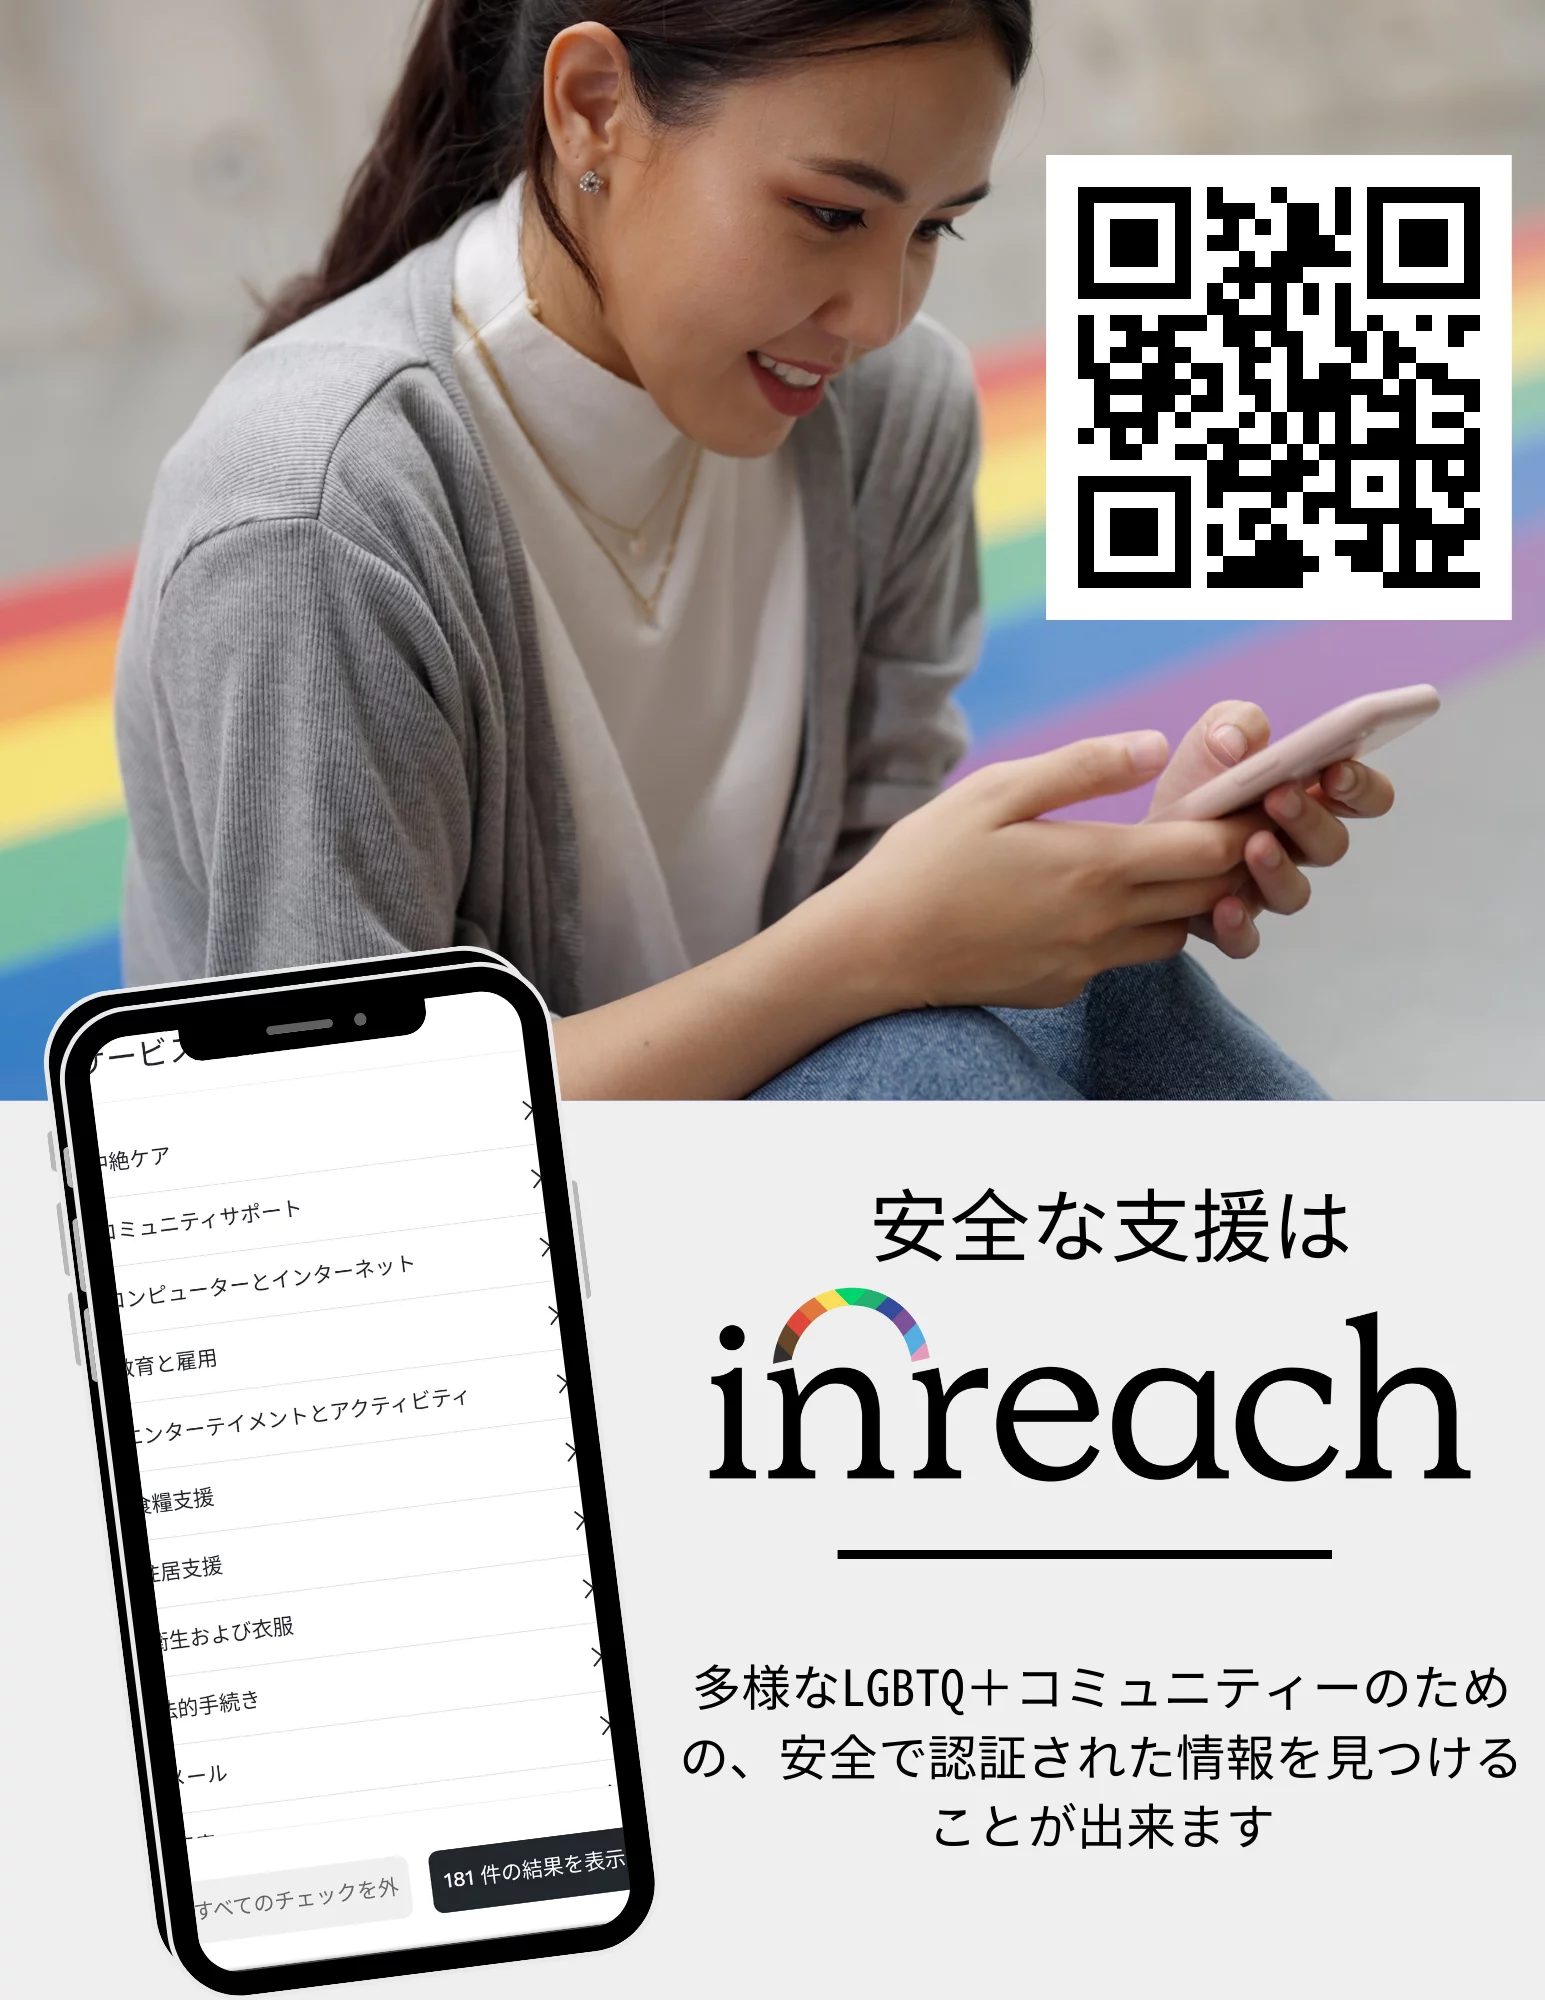 安全な支援は
inreach
多様なLGBTQ＋コミュニティーのため
の、安全で認証された情報を見つける
ことが出来ます
サービス
中絶ケア
コミュニティサポート
コンピューターとインターネット
教育と雇用
エンターテイメントとアクティビティ
食糧支援
住居支援
衛生および衣服
法的手続き
メール
すべてのチェックを外
181 件の結果を表示